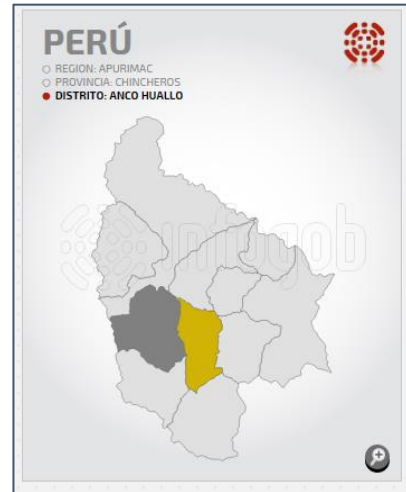 PERÚ
REGION: APURIMAC
PROVINCIA: CHINCHEROS
DISTRITO: ANCO HUALLO
infogob